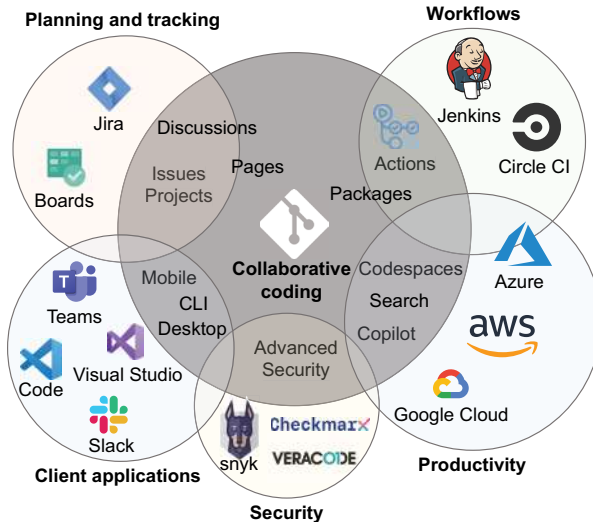 Planning and tracking
Workflows
Jira
Boards
Discussions
Issues
Projects
Pages
Actions
Packages
Jenkins
Circle CI
Collaborative
coding
Mobile
CLI
Desktop
Codespaces
Search
Copilot
Azure
aws
Google Cloud
Productivity
T
Teams
Visual Studio
Code
Slack
Client applications
Advanced
Security
snyk
Checkmarx
VERACODE
Security